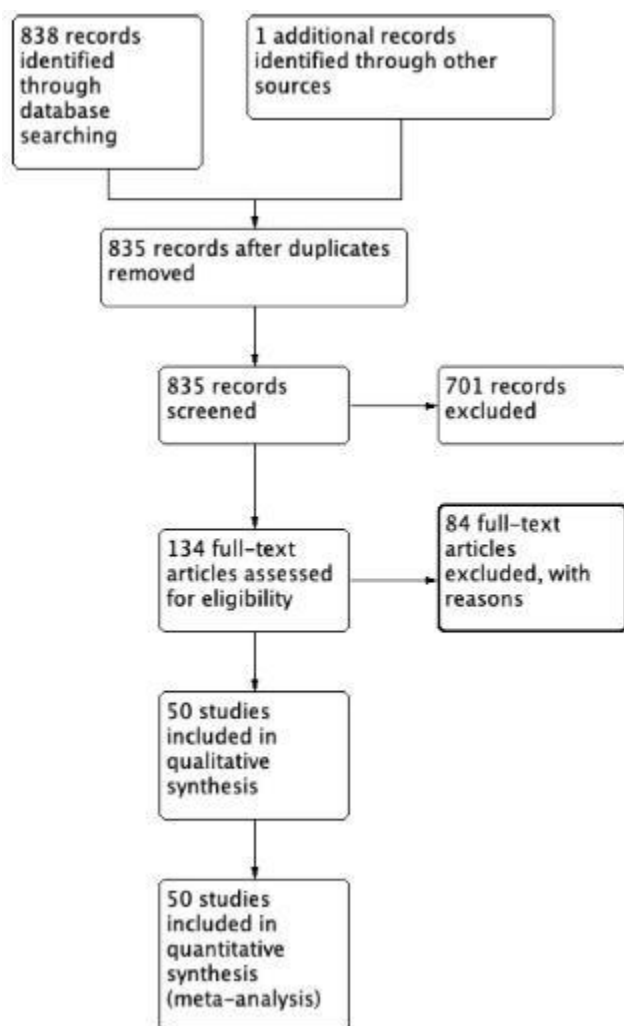 838 records
identified
through
database
searching
1 additional records
identified through other
sources
835 records after duplicates
removed
835 records
screened
701 records
excluded
134 full-text
articles assessed
for eligibility
84 full-text
articles
excluded, with
reasons
50 studies
included in
qualitative
synthesis
50 studies
included in
quantitative
synthesis
(meta-analysis)